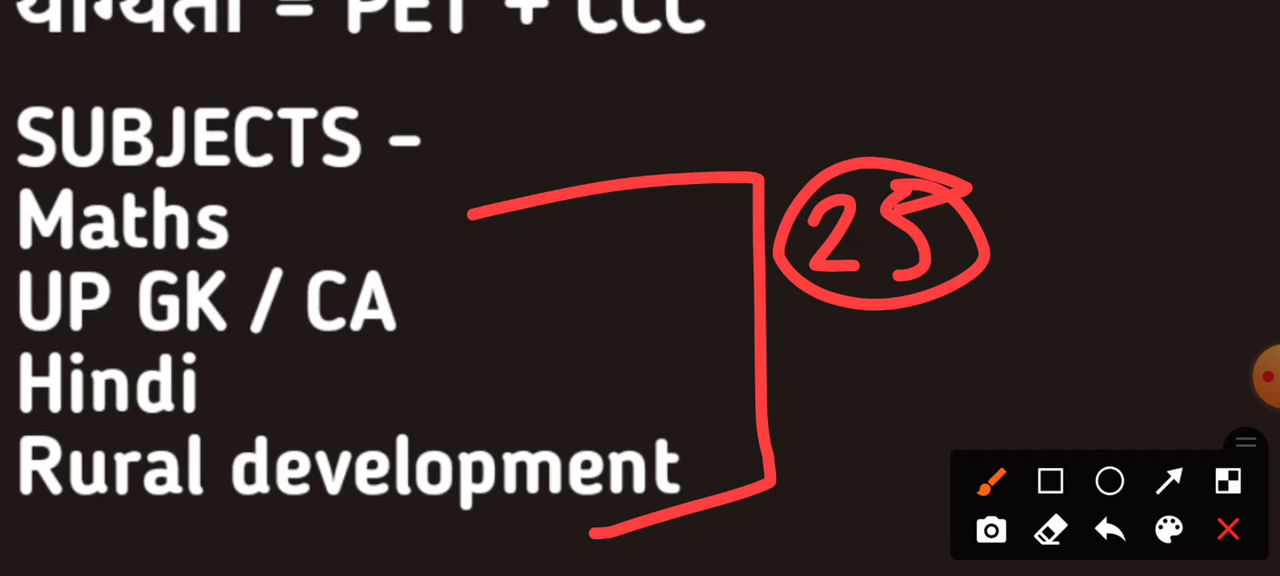 योग्यता = PET + CCC
SUBJECTS -
Maths
25
UP GK / CA
Hindi
Rural development